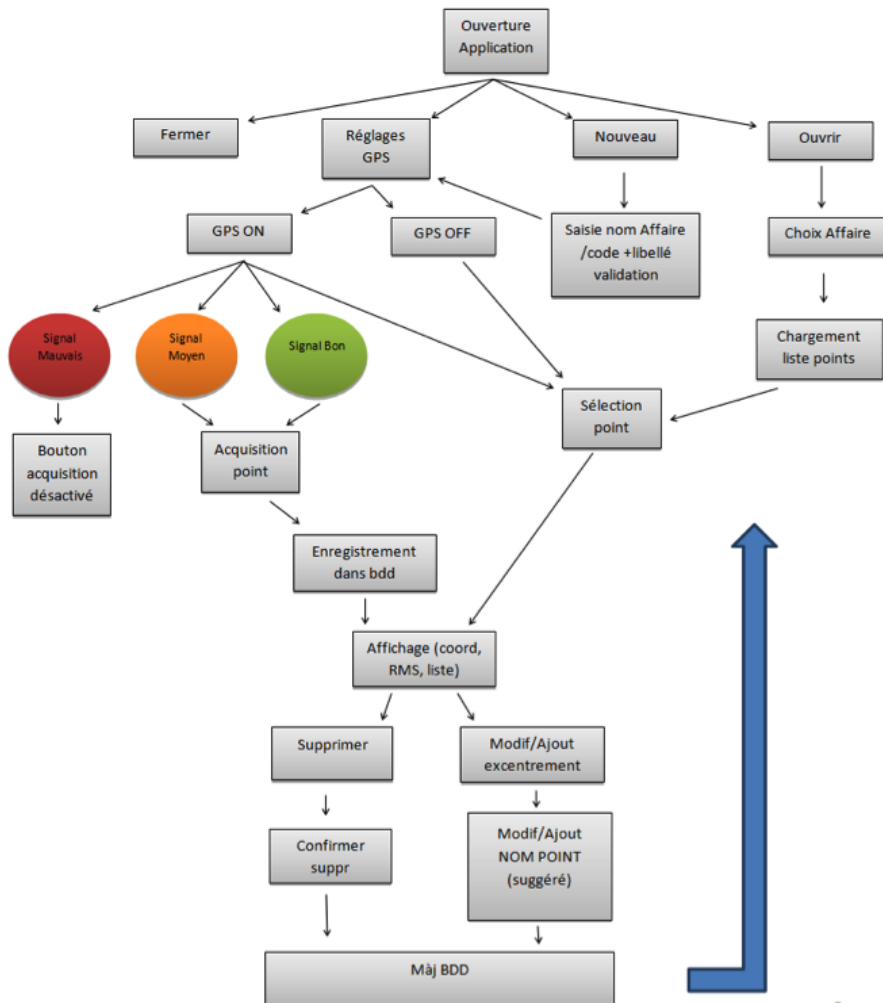 Ouverture
Application
Fermer
Réglages
GPS
Nouveau
Ouvrir
GPS ON
GPS OFF
Saisie nom Affaire
/code +libellé
validation
Choix Affaire
Signal
Mauvais
Signal
Moyen
Signal Bon
Chargement
liste points
Sélection
point
Bouton
acquisition
désactivé
Acquisition
point
Enregistrement
dans bdd
Affichage (coord,
RMS, liste)
Supprimer
Modif/Ajout
excentrement
Confirmer
suppr
Modif/Ajout
NOM POINT
(suggéré)
Màj BDD